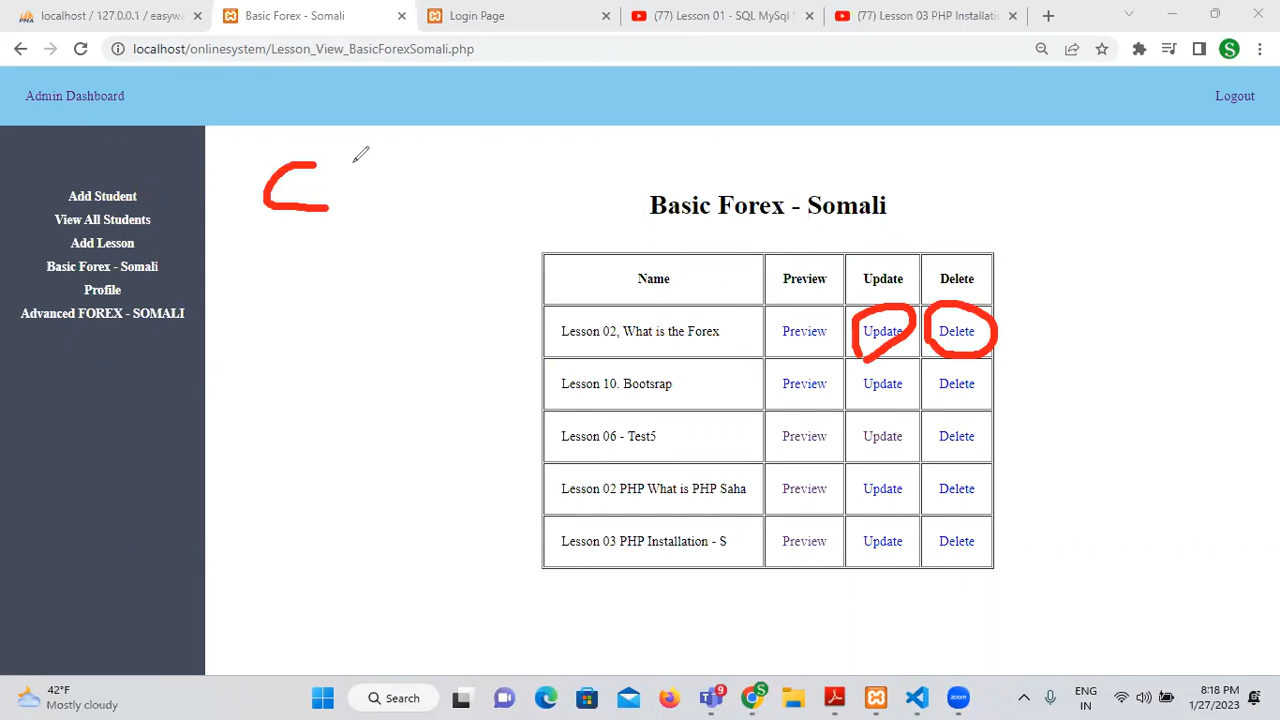 localhost / 127.0.0.1 / easywa
Basic Forex - Somali
Login Page
(77) Lesson 01 - SQL MySql S
(77) Lesson 03 PHP Installatio
localhost/onlinesystem/Lesson_View_BasicForexSomali.php
S
Admin Dashboard
Logout
C
Add Student
View All Students
Add Lesson
Basic Forex - Somali
Profile
Advanced FOREX - SOMALI
Basic Forex - Somali
Name Preview Update Delete
Lesson 02, What is the Forex Preview Update Delete
Lesson 10. Bootsrap Preview Update Delete
Lesson 06 - Test5 Preview Update Delete
Lesson 02 PHP What is PHP Saha Preview Update Delete
Lesson 03 PHP Installation - S Preview Update Delete
42°F
Mostly cloudy
Search
9
S
zoom
ENG
IN
8:18 PM
1/27/2023